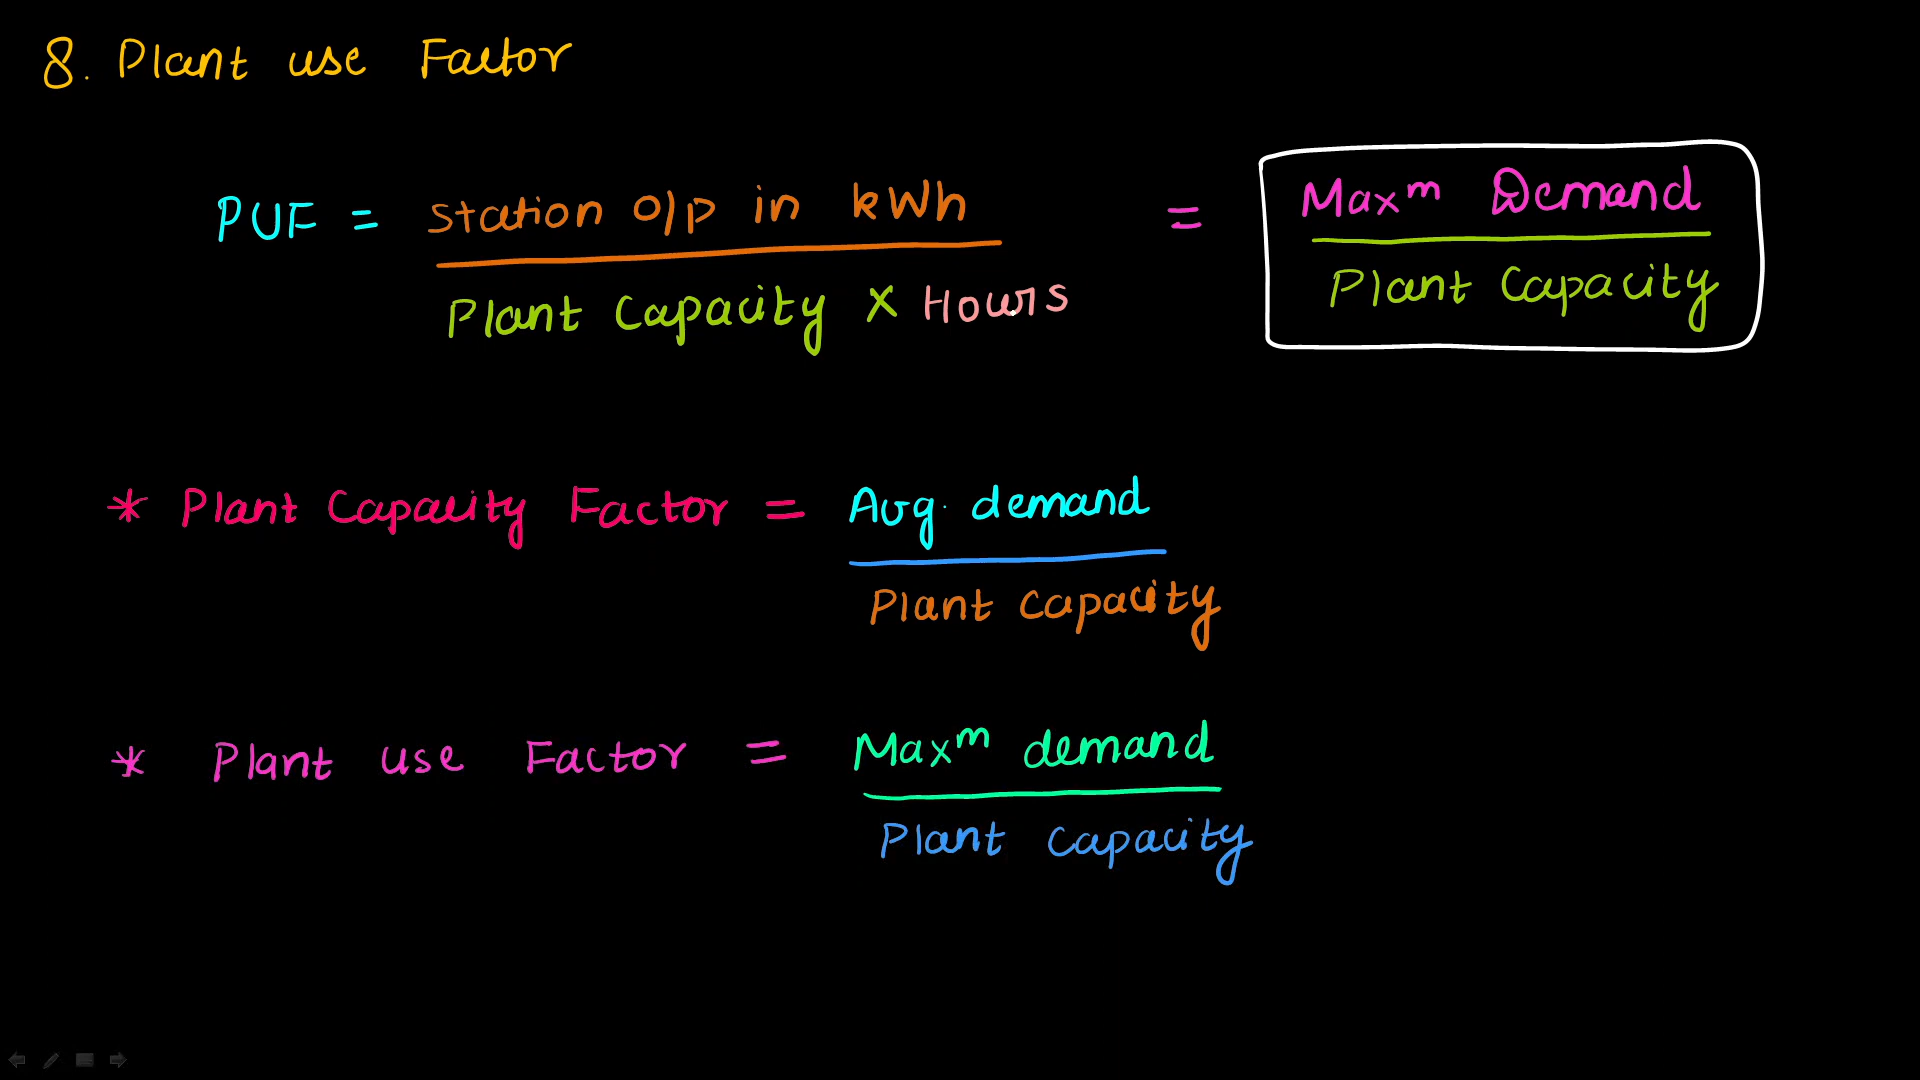 8. Plant use Factor
PUF = Station O/p in kWh / Plant Capacity X Hours = Maxᵐ Demand / Plant Capacity
* Plant Capacity Factor = Avg. demand / Plant Capacity
* Plant use Factor = Maxᵐ demand / Plant Capacity